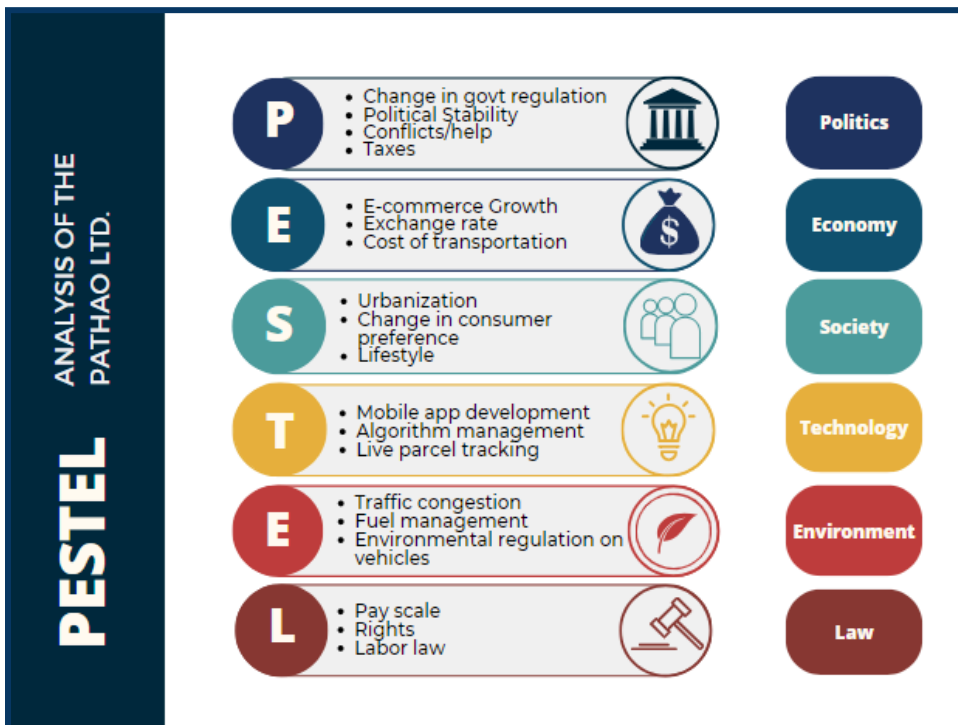 PESTEL
ANALYSIS OF THE
PATHAO LTD.
P
• Change in govt regulation
• Political Stability
• Conflicts/help
• Taxes
Politics
E
• E-commerce Growth
• Exchange rate
• Cost of transportation
$
Economy
S
• Urbanization
• Change in consumer
preference
• Lifestyle
Society
T
• Mobile app development
• Algorithm management
• Live parcel tracking
Technology
E
• Traffic congestion
• Fuel management
• Environmental regulation on
vehicles
Environment
L
• Pay scale
• Rights
• Labor law
Law